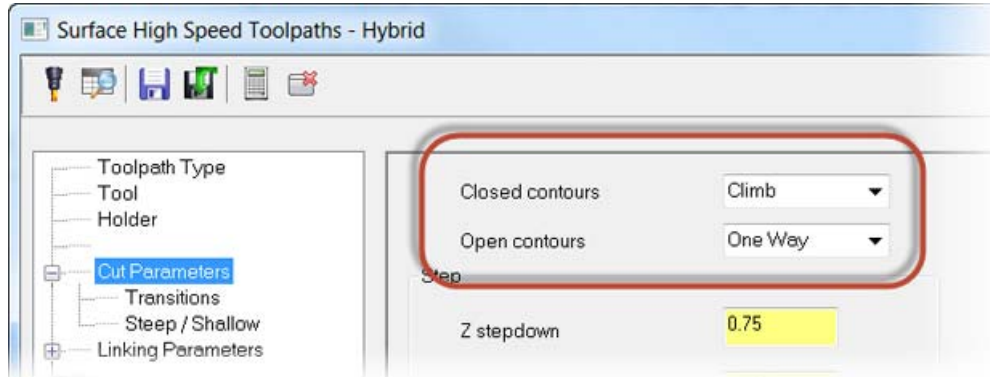 Surface High Speed Toolpaths - Hybrid
Toolpath Type
Tool
Holder
Cut Parameters
Transitions
Steep / Shallow
Linking Parameters
Closed contours Climb
Open contours One Way
Step
Z stepdown 0.75